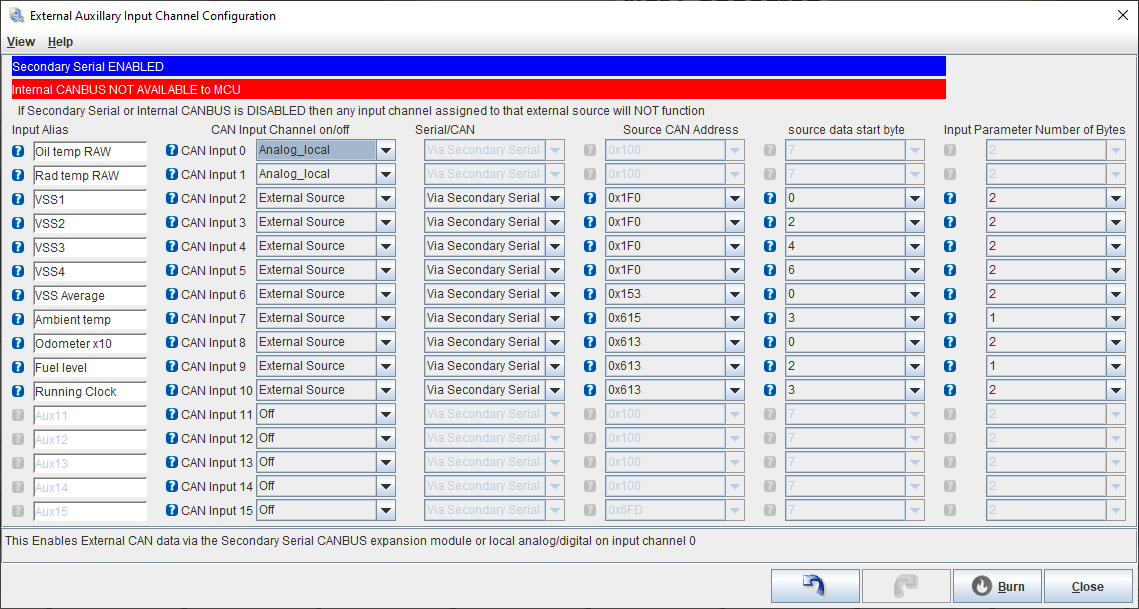 External Auxillary Input Channel Configuration
View Help
Secondary Serial ENABLED
Internal CANBUS NOT AVAILABLE to MCU
If Secondary Serial or Internal CANBUS is DISABLED then any input channel assigned to that external source will NOT function
Input Alias CAN Input Channel on/off Serial/CAN Source CAN Address source data start byte Input Parameter Number of Bytes
Oil temp RAW CAN Input 0 Analog_local Via Secondary Serial 0x100 7 2
Rad temp RAW CAN Input 1 Analog_local Via Secondary Serial 0x100 7 2
VSS1 CAN Input 2 External Source Via Secondary Serial 0x1F0 0 2
VSS2 CAN Input 3 External Source Via Secondary Serial 0x1F0 2 2
VSS3 CAN Input 4 External Source Via Secondary Serial 0x1F0 4 2
VSS4 CAN Input 5 External Source Via Secondary Serial 0x1F0 6 2
VSS Average CAN Input 6 External Source Via Secondary Serial 0x153 0 2
Ambient temp CAN Input 7 External Source Via Secondary Serial 0x615 3 1
Odometer x10 CAN Input 8 External Source Via Secondary Serial 0x613 0 2
Fuel level CAN Input 9 External Source Via Secondary Serial 0x613 2 1
Running Clock CAN Input 10 External Source Via Secondary Serial 0x613 3 2
Aux11 CAN Input 11 Off Via Secondary Serial 0x100 7 2
Aux12 CAN Input 12 Off Via Secondary Serial 0x100 7 2
Aux13 CAN Input 13 Off Via Secondary Serial 0x100 7 2
Aux14 CAN Input 14 Off Via Secondary Serial 0x100 7 2
Aux15 CAN Input 15 Off Via Secondary Serial 0x6FD 7 2
This Enables External CAN data via the Secondary Serial CANBUS expansion module or local analog/digital on input channel 0
Burn Close